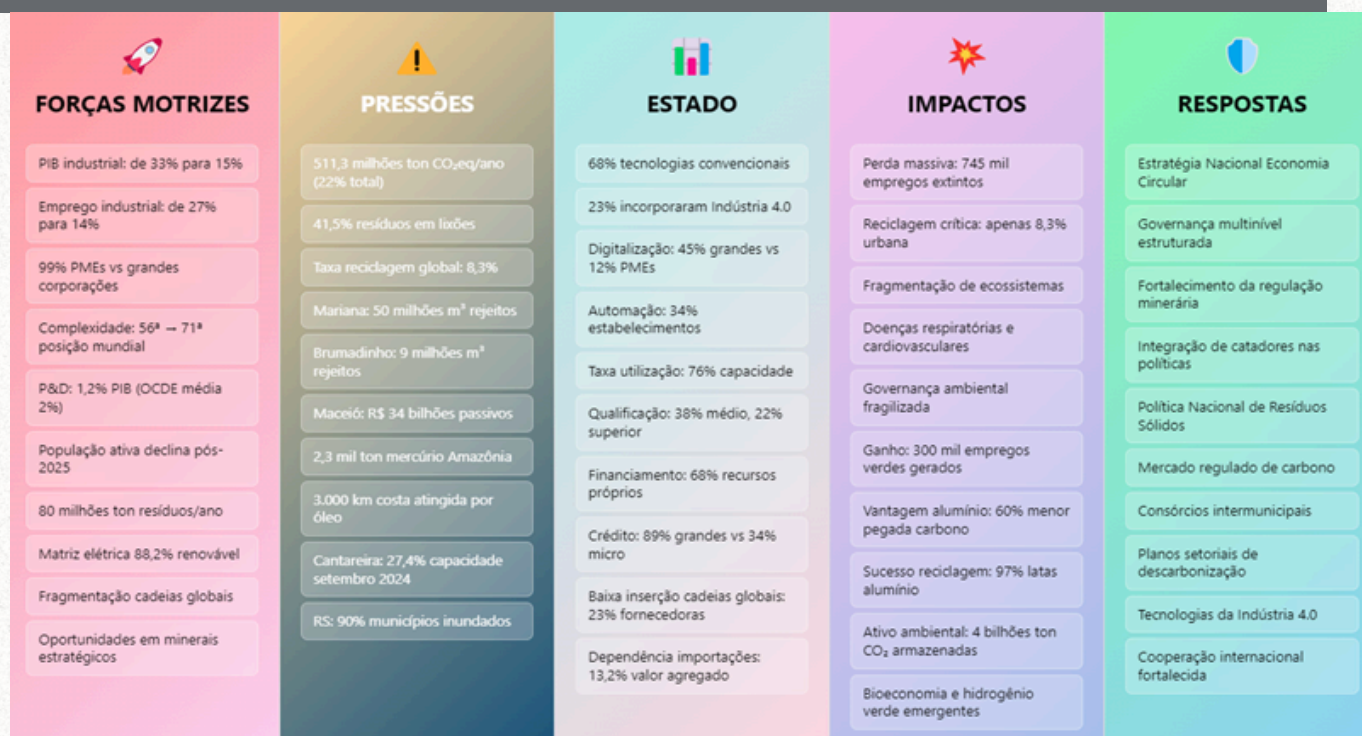 FORÇAS MOTRIZES
PIB industrial: de 33% para 15%
Emprego industrial: de 27%
para 14%
99% PMEs vs grandes
corporações
Complexidade: 56ª → 71ª
posição mundial
P&D: 1,2% PIB (OCDE média
2%)
População ativa declina pós-
2025
80 milhões ton resíduos/ano
Matriz elétrica 88,2% renovável
Fragmentação cadeias globais
Oportunidades em minerais
estratégicos
PRESSÕES
511,3 milhões ton CO₂eq/ano
(22% total)
41,5% resíduos em lixões
Taxa reciclagem global: 8,3%
Mariana: 50 milhões m³ rejeitos
Brumadinho: 9 milhões m³
rejeitos
Maceió: R$ 34 bilhões passivos
2,3 mil ton mercúrio Amazônia
3.000 km costa atingida por
óleo
Cantareira: 27,4% capacidade
setembro 2024
RS: 90% municípios inundados
ESTADO
68% tecnologias convencionais
23% incorporaram Indústria 4.0
Digitalização: 45% grandes vs
12% PMEs
Automação: 34%
estabelecimentos
Taxa utilização: 76% capacidade
Qualificação: 38% médio, 22%
superior
Financiamento: 68% recursos
próprios
Crédito: 89% grandes vs 34%
micro
Baixa inserção cadeias globais:
23% fornecedoras
Dependência importações:
13,2% valor agregado
IMPACTOS
Perda massiva: 745 mil
empregos extintos
Reciclagem crítica: apenas 8,3%
urbana
Fragmentação de ecossistemas
Doenças respiratórias e
cardiovasculares
Governança ambiental
fragilizada
Ganho: 300 mil empregos
verdes gerados
Vantagem alumínio: 60% menor
pegada carbono
Sucesso reciclagem: 97% latas
alumínio
Ativo ambiental: 4 bilhões ton
CO₂ armazenadas
Bioeconomia e hidrogênio
verde emergentes
RESPOSTAS
Estratégia Nacional Economia
Circular
Governança multinível
estruturada
Fortalecimento da regulação
minerária
Integração de catadores nas
políticas
Política Nacional de Resíduos
Sólidos
Mercado regulado de carbono
Consórcios intermunicipais
Planos setoriais de
descarbonização
Tecnologias da Indústria 4.0
Cooperação internacional
fortalecida